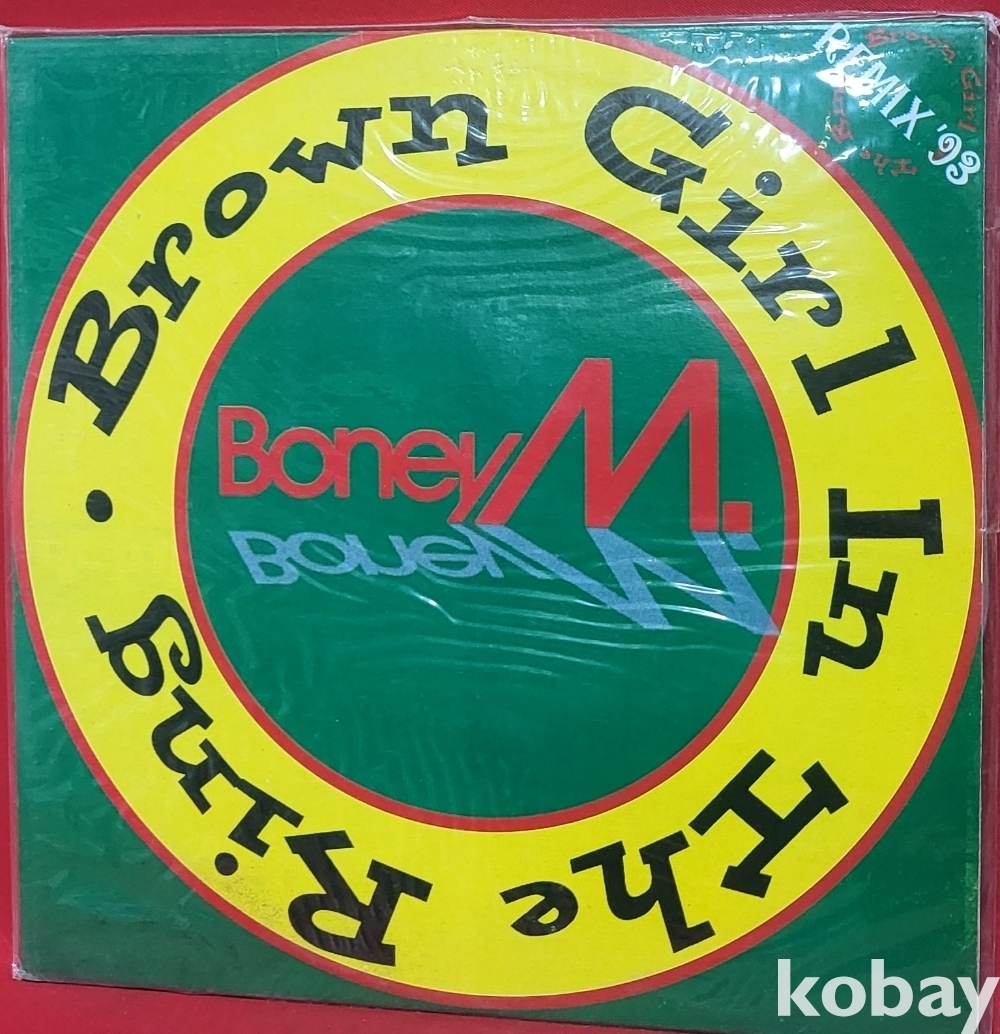 REMIX '93
Brown Girl In The Ring
Boney M.
Boney M.
kobay